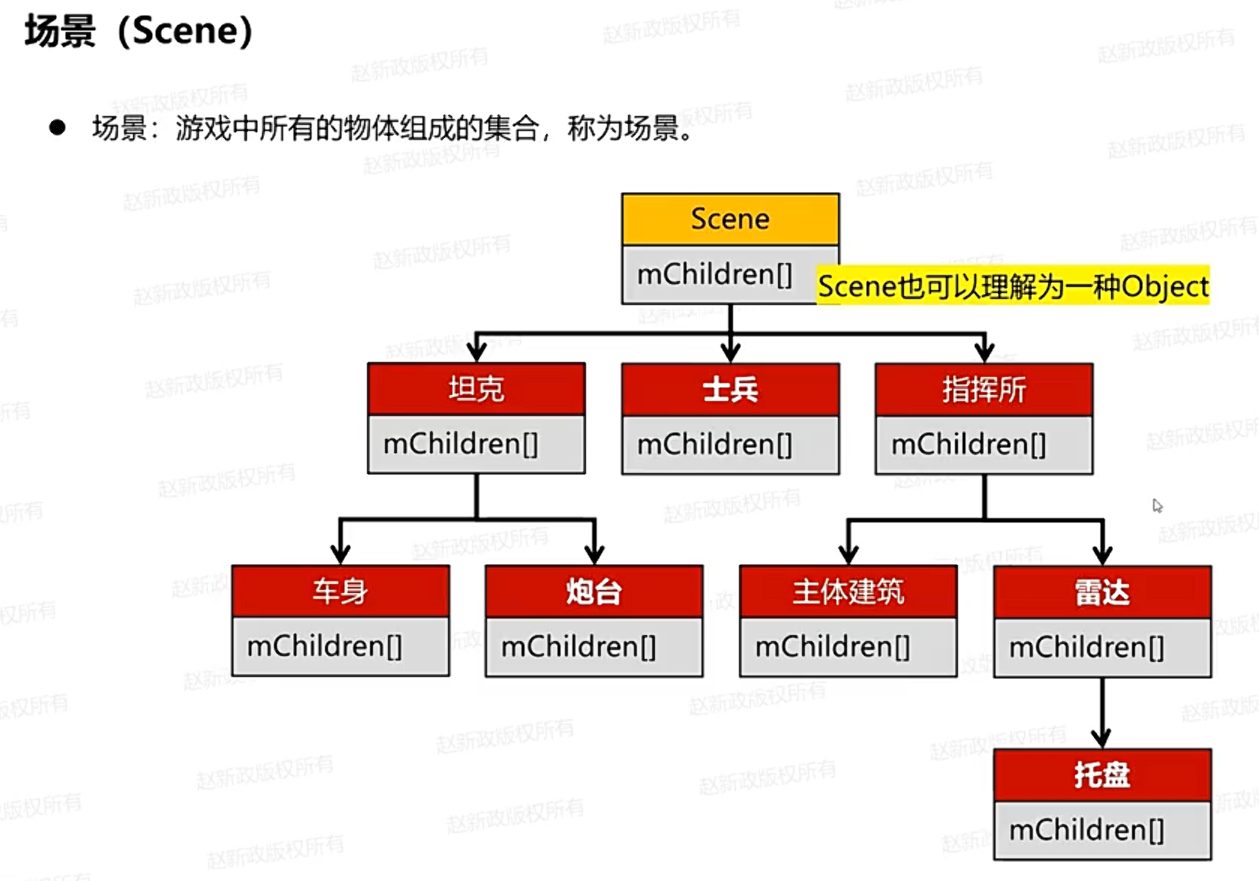 场景（Scene）
● 场景：游戏中所有的物体组成的集合，称为场景。
Scene
mChildren[]
Scene也可以理解为一种Object
坦克
士兵
指挥所
mChildren[]
mChildren[]
mChildren[]
车身
炮台
主体建筑
雷达
mChildren[]
mChildren[]
mChildren[]
mChildren[]
托盘
mChildren[]
赵新政版权所有